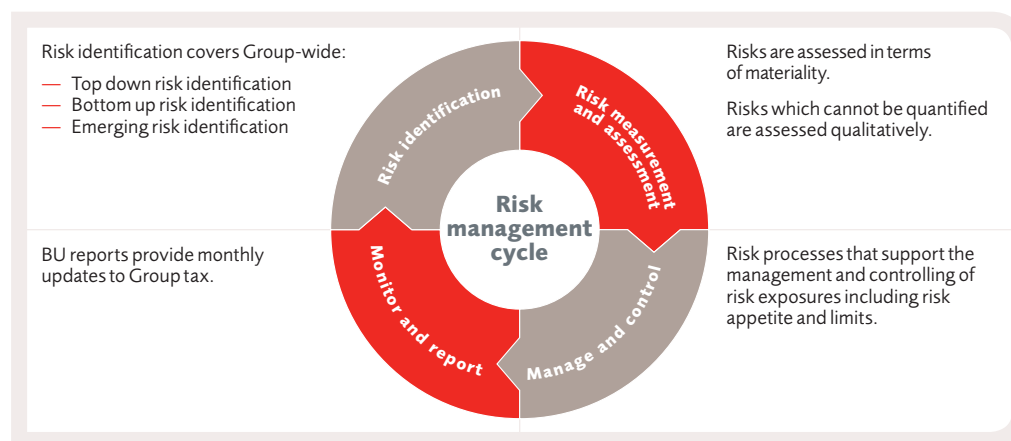 Risk identification covers Group-wide:
— Top down risk identification
— Bottom up risk identification
— Emerging risk identification
Risk identification
Risk measurement
and assessment
Risks are assessed in terms
of materiality.
Risks which cannot be quantified
are assessed qualitatively.
Risk
management
cycle
BU reports provide monthly
updates to Group tax.
Monitor and report
Manage and control
Risk processes that support the
management and controlling of
risk exposures including risk
appetite and limits.